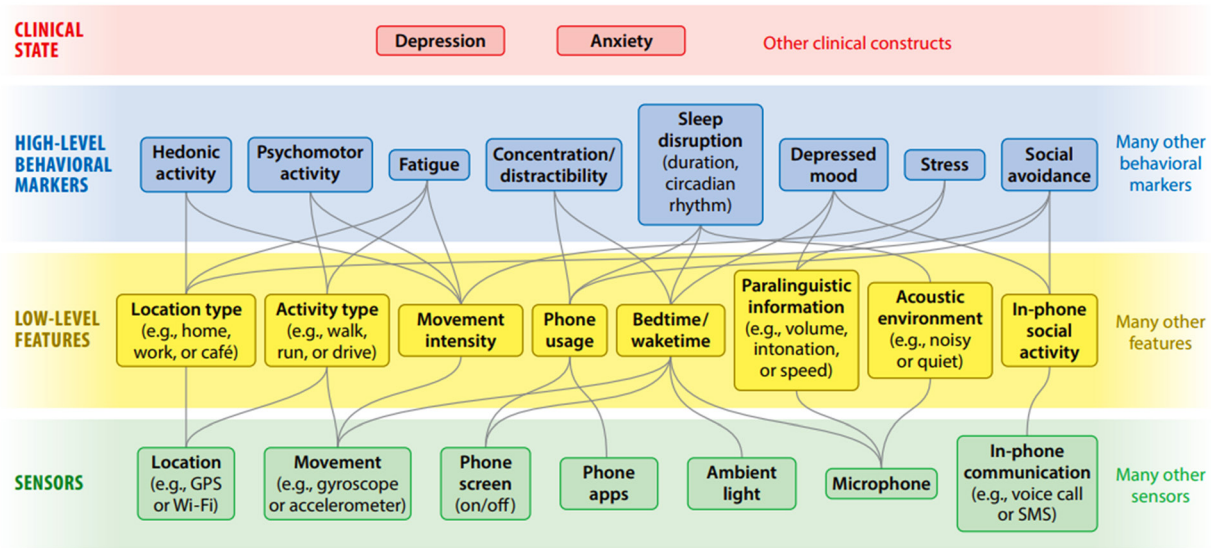 CLINICAL
STATE
Depression
Anxiety
Other clinical constructs
HIGH-LEVEL
BEHAVIORAL
MARKERS
Hedonic
activity
Psychomotor
activity
Fatigue
Concentration/
distractibility
Sleep
disruption
(duration,
circadian
rhythm)
Depressed
mood
Stress
Social
avoidance
Many other
behavioral
markers
LOW-LEVEL
FEATURES
Location type
(e.g., home,
work, or café)
Activity type
(e.g., walk,
run, or drive)
Movement
intensity
Phone
usage
Bedtime/
waketime
Paralinguistic
information
(e.g., volume,
intonation,
or speed)
Acoustic
environment
(e.g., noisy
or quiet)
In-phone
social
activity
Many other
features
SENSORS
Location
(e.g., GPS
or Wi-Fi)
Movement
(e.g., gyroscope
or accelerometer)
Phone
screen
(on/off)
Phone
apps
Ambient
light
Microphone
In-phone
communication
(e.g., voice call
or SMS)
Many other
sensors